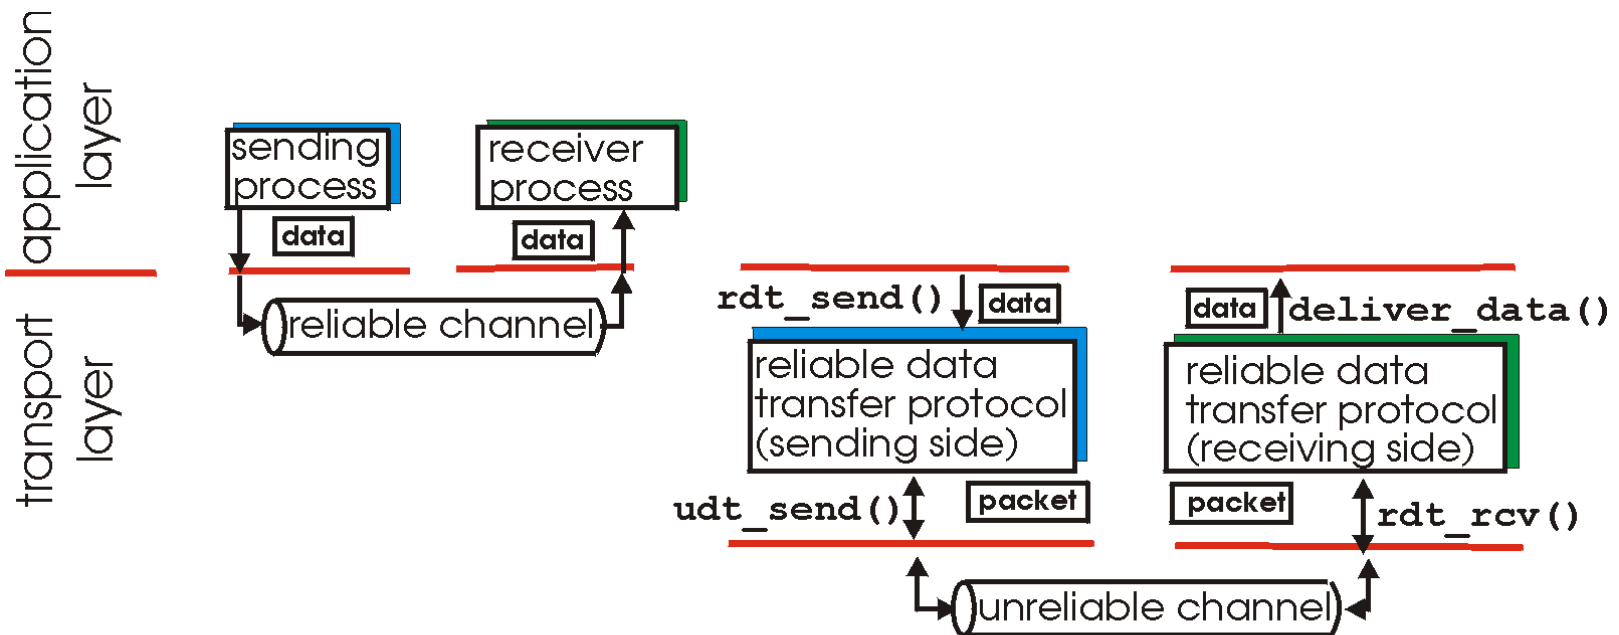 application
layer
transport
layer
sending
process
data
receiver
process
data
reliable channel
rdt_send()
data
reliable data
transfer protocol
(sending side)
udt_send()
packet
data
deliver_data()
reliable data
transfer protocol
(receiving side)
packet
rdt_rcv()
unreliable channel